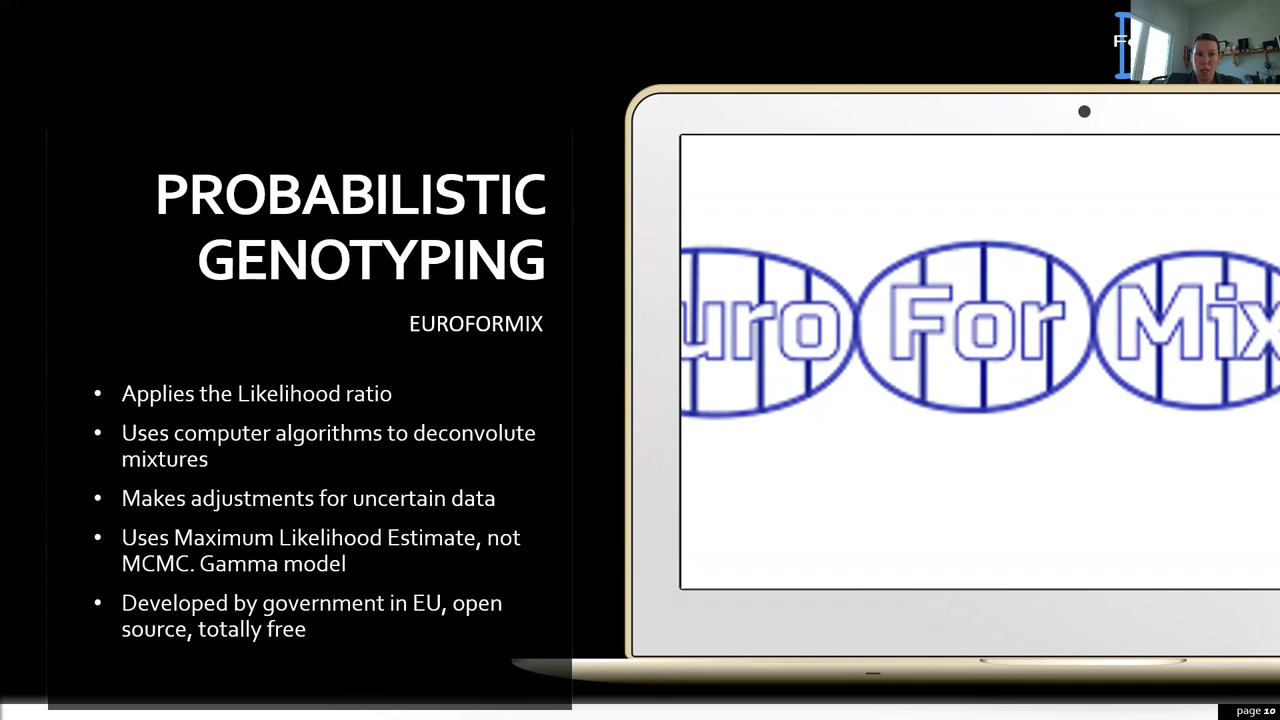 PROBABILISTIC
GENOTYPING
EUROFORMIX
• Applies the Likelihood ratio
• Uses computer algorithms to deconvolute
mixtures
• Makes adjustments for uncertain data
• Uses Maximum Likelihood Estimate, not
MCMC. Gamma model
• Developed by government in EU, open
source, totally free
uro For Mix
page 10